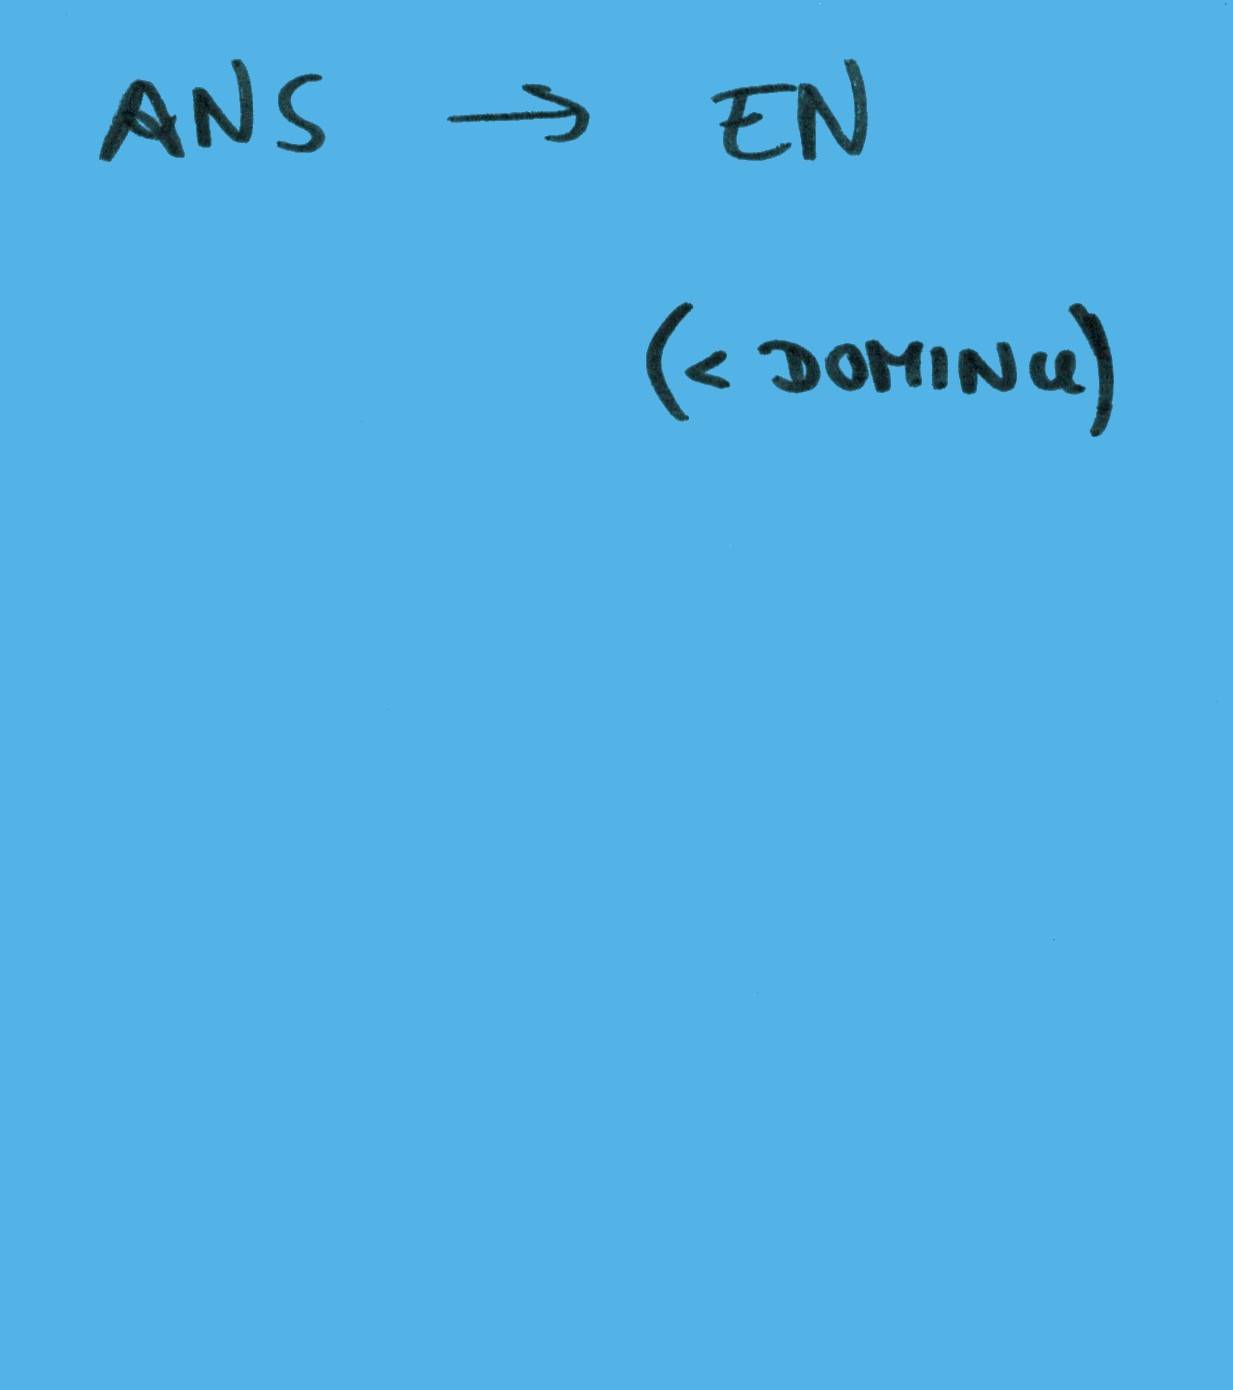 ANS → EN
(< DOMINU)